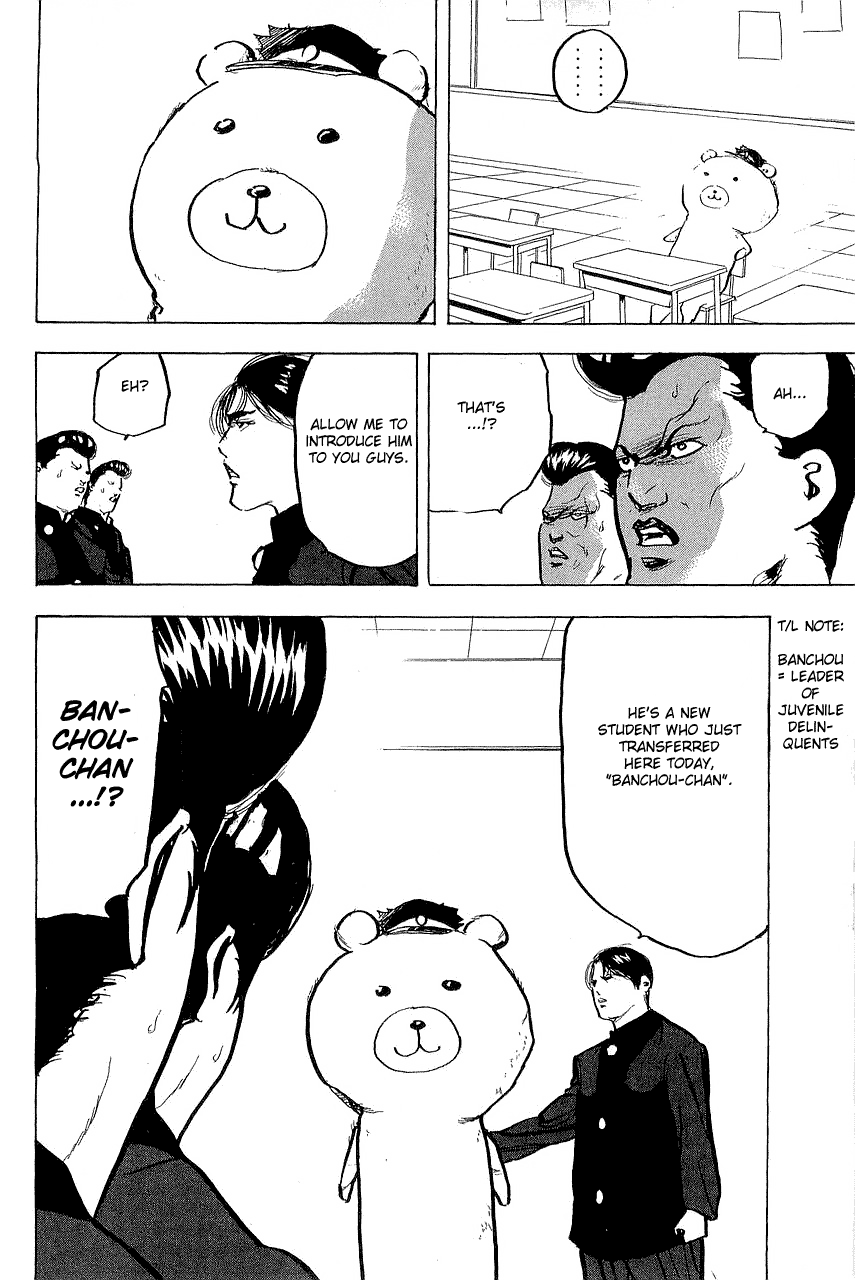 ⋮⋮
AH...
THAT'S
...!?
ALLOW ME TO
INTRODUCE HIM
TO YOU GUYS.
EH?
T/L NOTE:
BANCHOU
= LEADER
OF
JUVENILE
DELIN-
QUENTS
HE'S A NEW
STUDENT WHO JUST
TRANSFERRED
HERE TODAY,
"BANCHOU-CHAN".
BAN-
CHOU-
CHAN
...!?